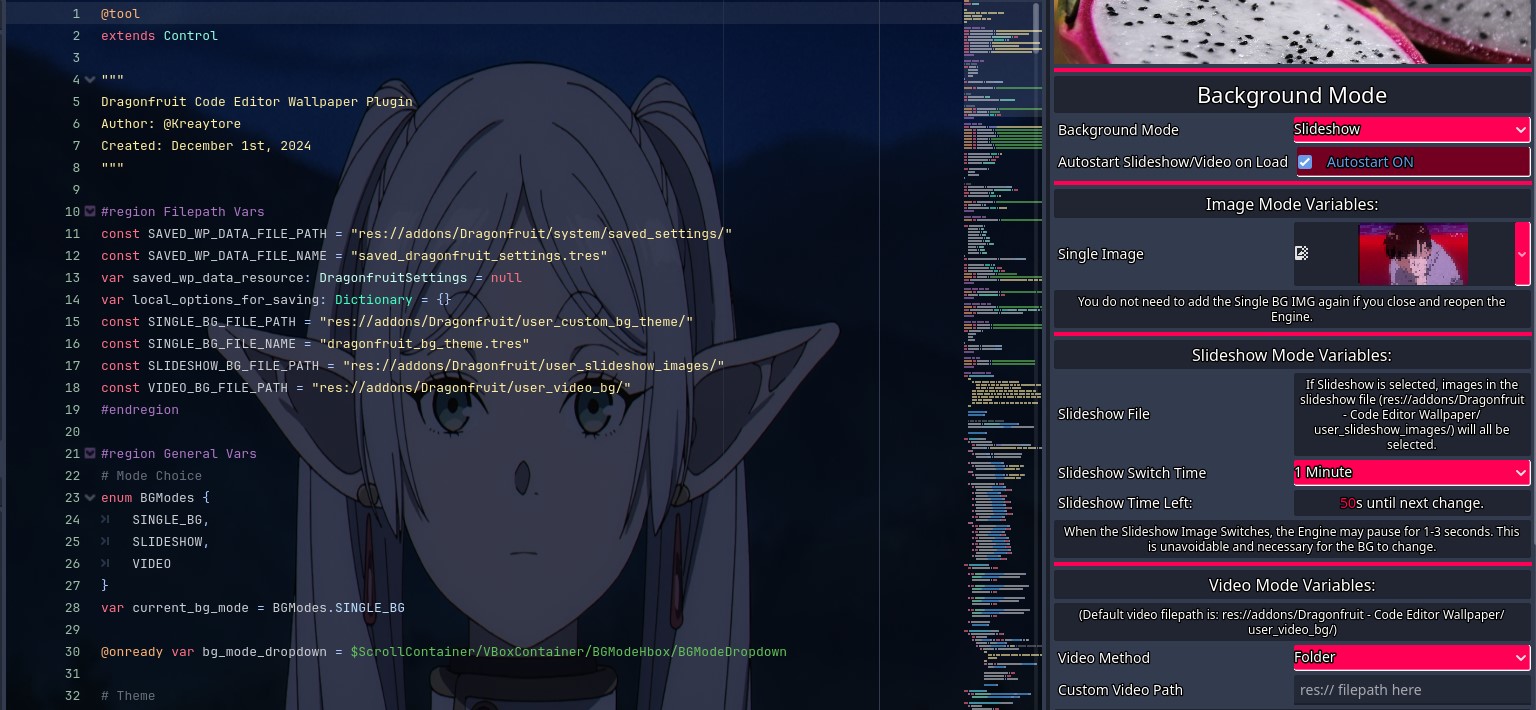 1 @tool
2 extends Control
3
4 """
5 Dragonfruit Code Editor Wallpaper Plugin
6 Author: @Kreaytore
7 Created: December 1st, 2024
8 """
9
10 #region Filepath Vars
11 const SAVED_WP_DATA_FILE_PATH = "res://addons/Dragonfruit/system/saved_settings/"
12 const SAVED_WP_DATA_FILE_NAME = "saved_dragonfruit_settings.tres"
13 var saved_wp_data_resource: DragonfruitSettings = null
14 var local_options_for_saving: Dictionary = {}
15 const SINGLE_BG_FILE_PATH = "res://addons/Dragonfruit/user_custom_bg_theme/"
16 const SINGLE_BG_FILE_NAME = "dragonfruit_bg_theme.tres"
17 const SLIDESHOW_BG_FILE_PATH = "res://addons/Dragonfruit/user_slideshow_images/"
18 const VIDEO_BG_FILE_PATH = "res://addons/Dragonfruit/user_video_bg/"
19 #endregion
20
21 #region General Vars
22 # Mode Choice
23 enum BGModes {
24 SINGLE_BG,
25 SLIDESHOW,
26 VIDEO
27 }
28 var current_bg_mode = BGModes.SINGLE_BG
29
30 @onready var bg_mode_dropdown = $ScrollContainer/VBoxContainer/BGModeHbox/BGModeDropdown
31
32 # Theme
Background Mode
Background Mode Slideshow
Autostart Slideshow/Video on Load Autostart ON
Image Mode Variables:
Single Image
You do not need to add the Single BG IMG again if you close and reopen the
Engine.
Slideshow Mode Variables:
Slideshow File
If Slideshow is selected, images in the
slideshow file (res://addons/Dragonfruit
- Code Editor Wallpaper/
user_slideshow_images/) will all be
selected.
Slideshow Switch Time 1 Minute
Slideshow Time Left: 50s until next change.
When the Slideshow Image Switches, the Engine may pause for 1-3 seconds. This
is unavoidable and necessary for the BG to change.
Video Mode Variables:
(Default video filepath is: res://addons/Dragonfruit - Code Editor Wallpaper/
user_video_bg/)
Video Method Folder
Custom Video Path res:// filepath here